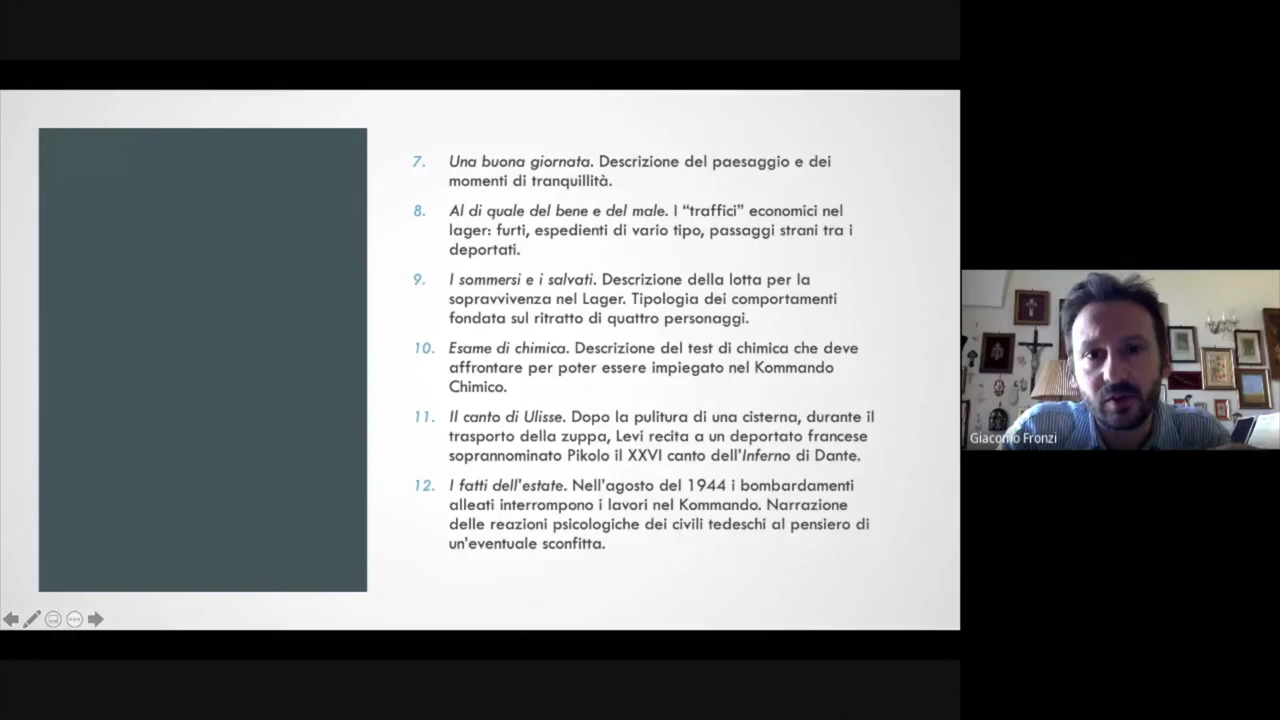 7. Una buona giornata. Descrizione del paesaggio e dei
momenti di tranquillità.
8. Al di quale del bene e del male. I “traffici” economici nel
lager: furti, espedienti di vario tipo, passaggi strani tra i
deportati.
9. I sommersi e i salvati. Descrizione della lotta per la
sopravvivenza nel Lager. Tipologia dei comportamenti
fondata sul ritratto di quattro personaggi.
10. Esame di chimica. Descrizione del test di chimica che deve
affrontare per poter essere impiegato nel Kommando
Chimico.
11. Il canto di Ulisse. Dopo la pulitura di una cisterna, durante il
trasporto della zuppa, Levi recita a un deportato francese
soprannominato Pikolo il XXVI canto dell'Inferno di Dante.
12. I fatti dell'estate. Nell'agosto del 1944 i bombardamenti
alleati interrompono i lavori nel Kommando. Narrazione
delle reazioni psicologiche dei civili tedeschi al pensiero di
un'eventuale sconfitta.
Giacomo Fronzi